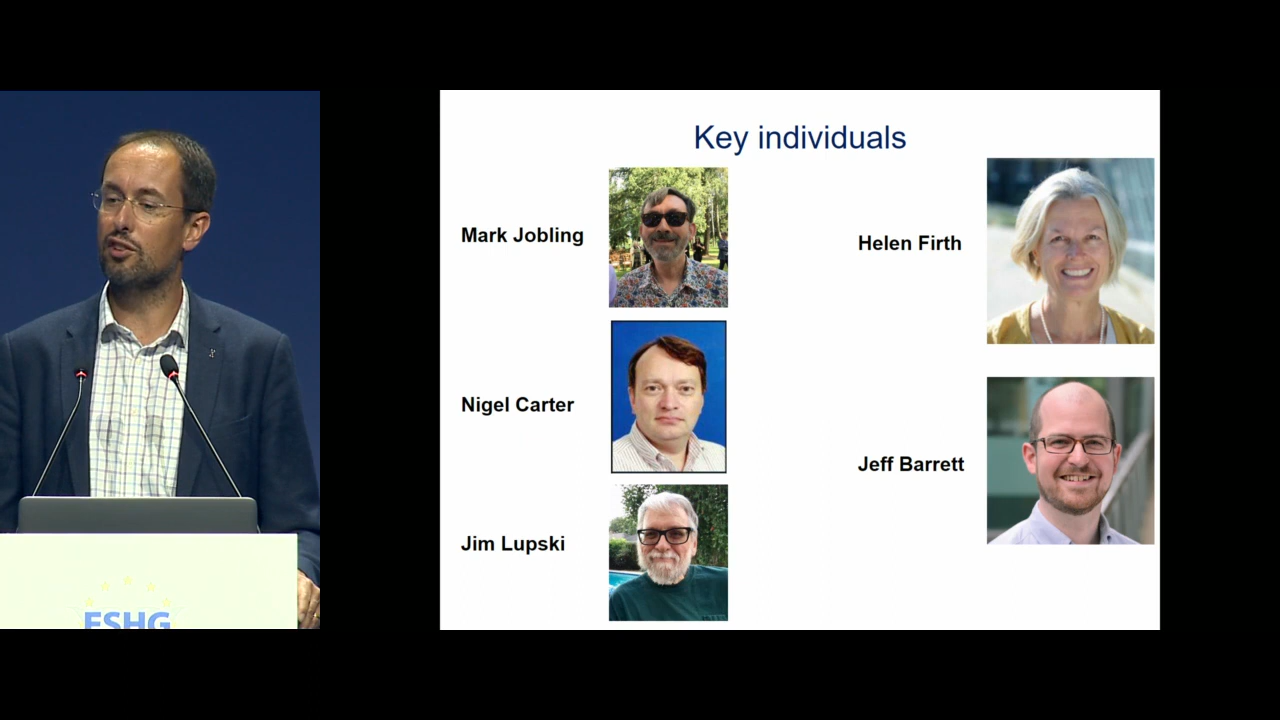 Key individuals
Mark Jobling
Helen Firth
Nigel Carter
Jeff Barrett
Jim Lupski
ESHG